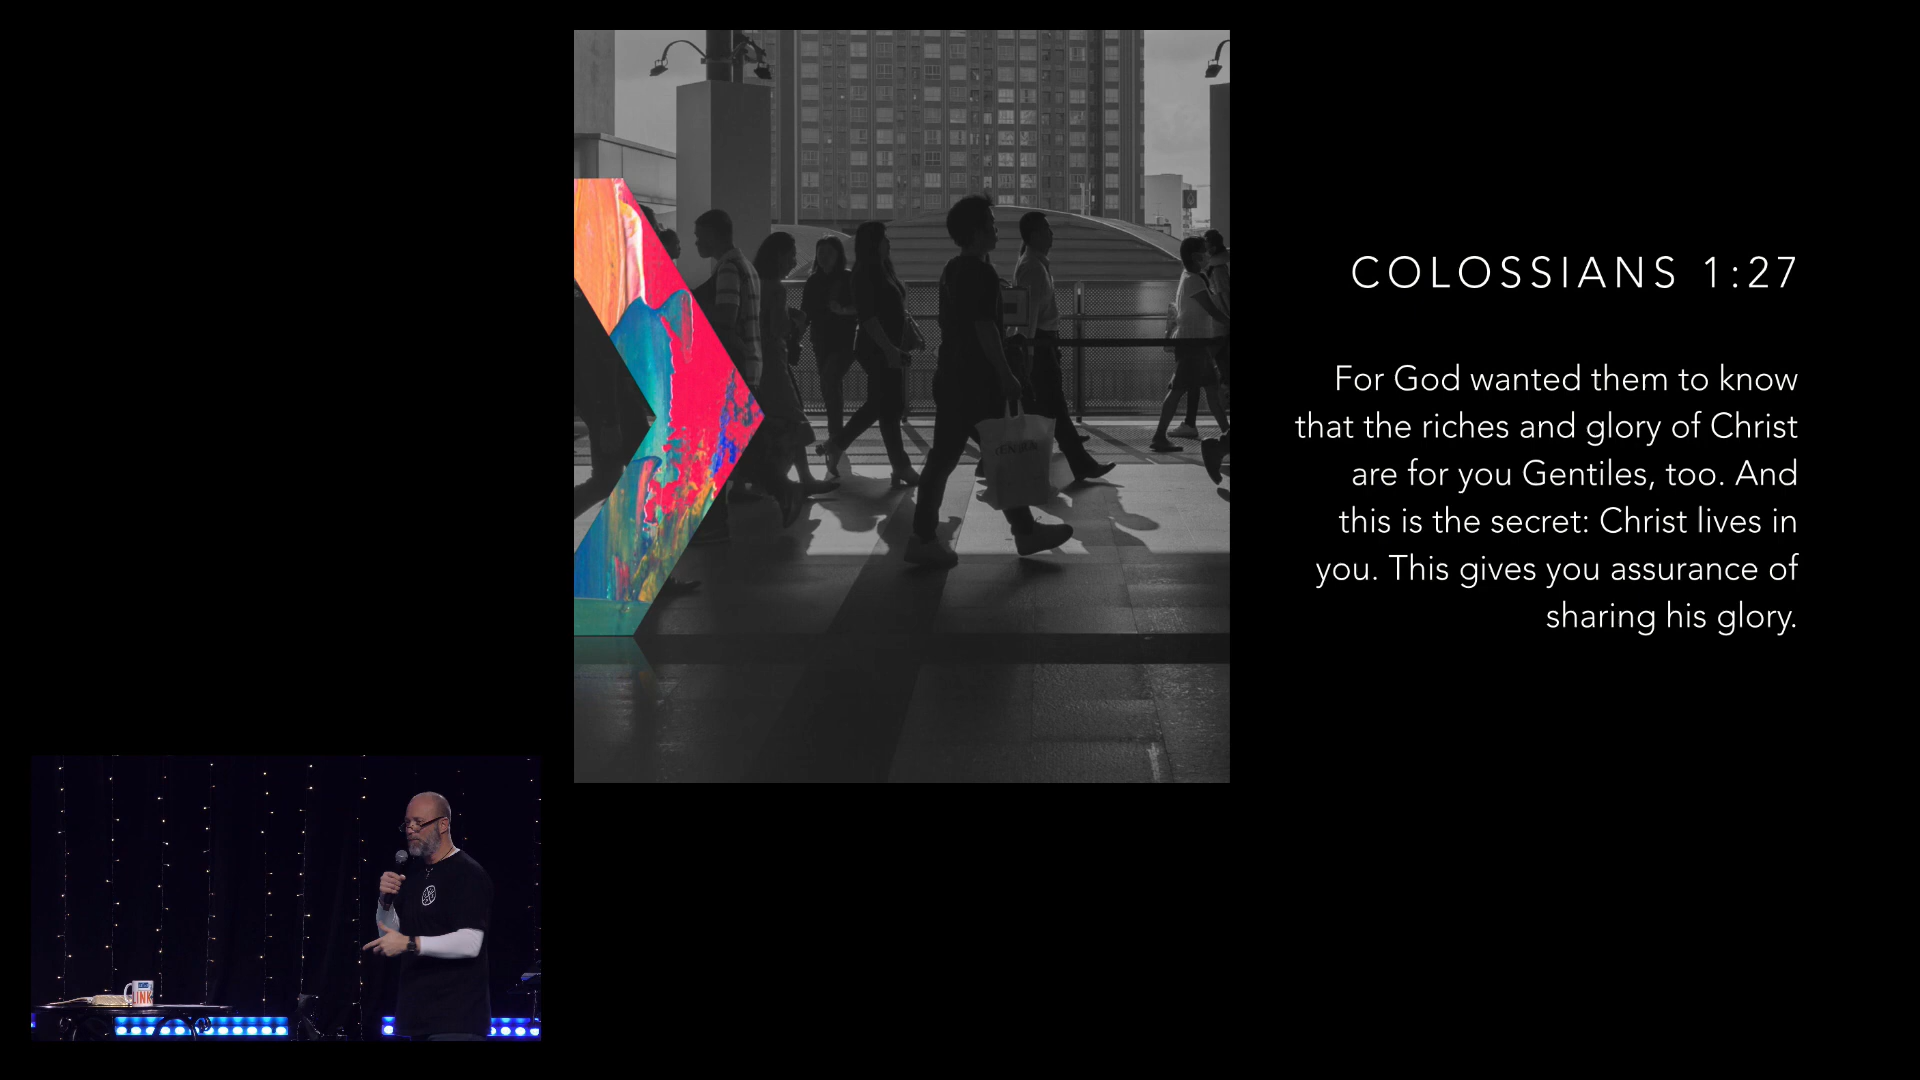 COLOSSIANS 1:27
For God wanted them to know
that the riches and glory of Christ
are for you Gentiles, too. And
this is the secret: Christ lives in
you. This gives you assurance of
sharing his glory.